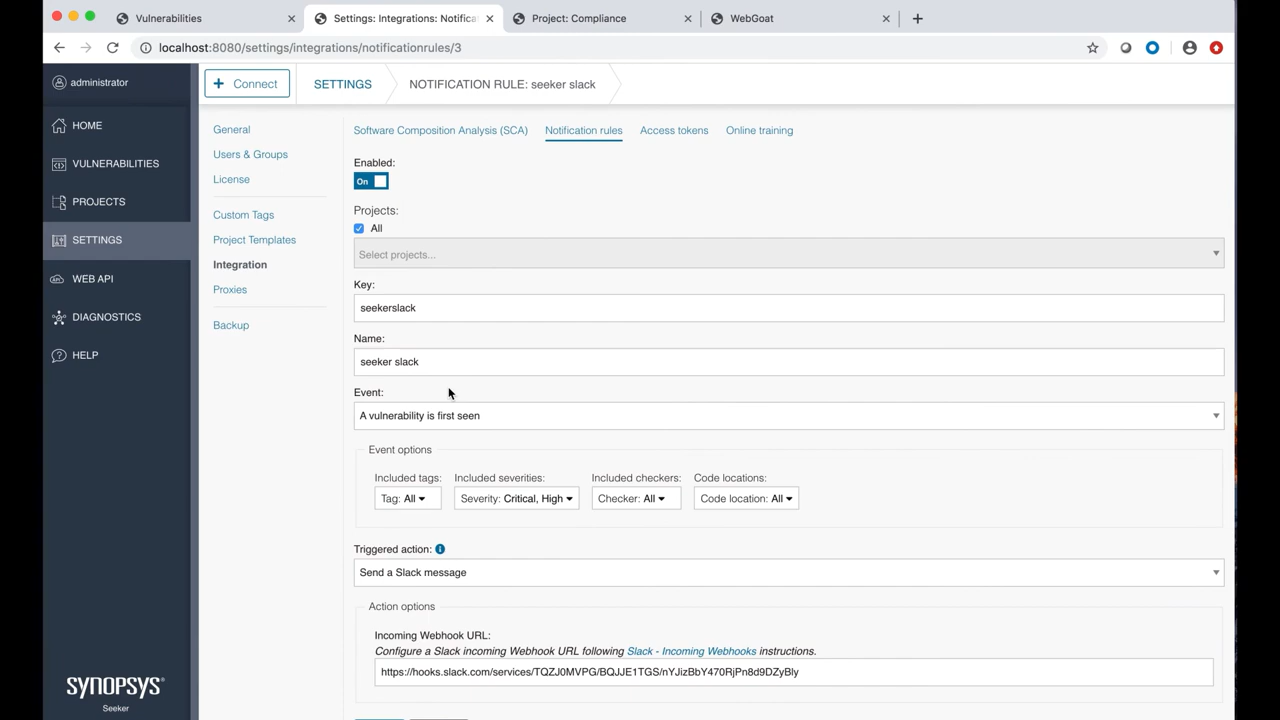 Vulnerabilities
Settings: Integrations: Notifica
Project: Compliance
WebGoat
localhost:8080/settings/integrations/notificationrules/3
administrator
Connect
SETTINGS
NOTIFICATION RULE: seeker slack
HOME
VULNERABILITIES
PROJECTS
SETTINGS
WEB API
DIAGNOSTICS
HELP
General
Users & Groups
License
Custom Tags
Project Templates
Integration
Proxies
Backup
Software Composition Analysis (SCA)
Notification rules
Access tokens
Online training
Enabled:
On
Projects:
All
Select projects...
Key:
seekerslack
Name:
seeker slack
Event:
A vulnerability is first seen
Event options
Included tags: Included severities: Included checkers: Code locations:
Tag: All Severity: Critical, High Checker: All Code location: All
Triggered action:
Send a Slack message
Action options
Incoming Webhook URL:
Configure a Slack incoming Webhook URL following Slack - Incoming Webhooks instructions.
https://hooks.slack.com/services/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
SYNOPSYS
Seeker